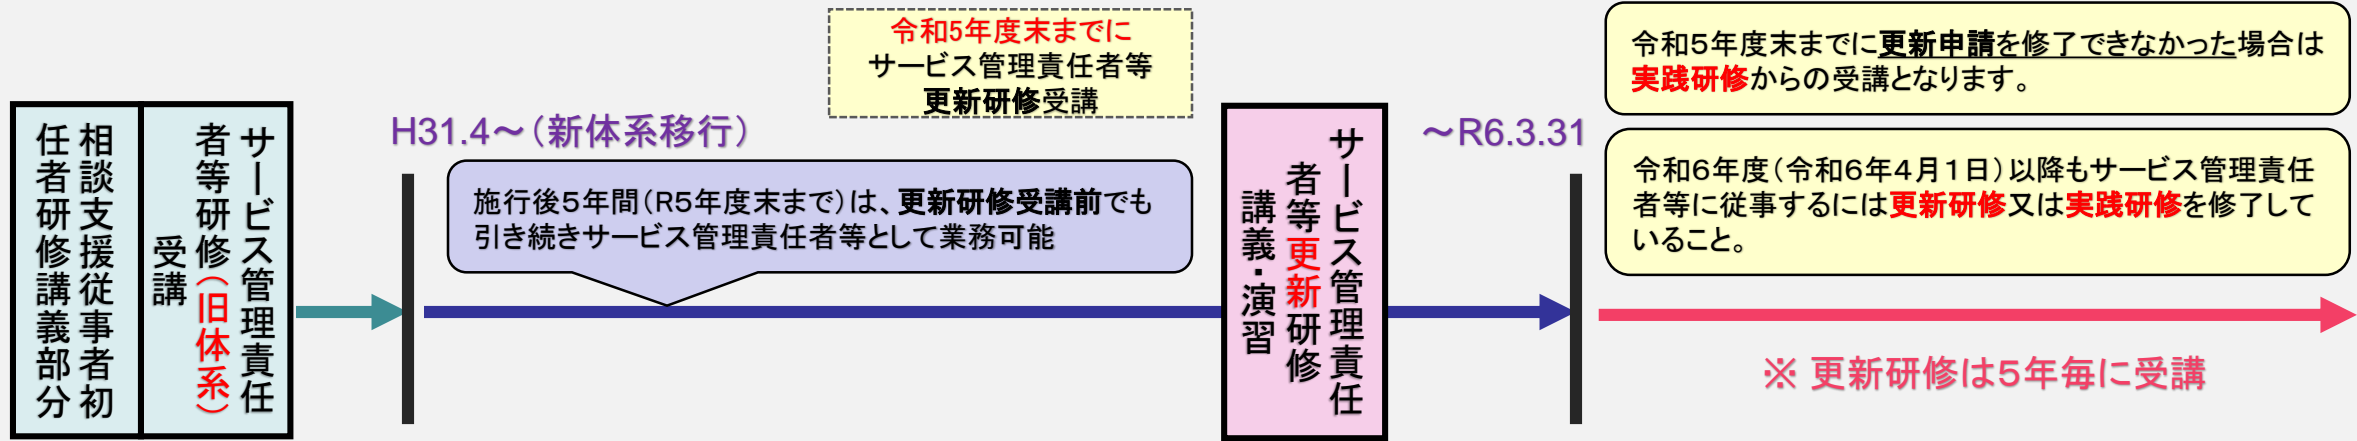 相談支援従事者初
任者研修講義部分
サービス管理責任
者等研修（旧体系）
受講
H31.4～（新体系移行）
令和5年度末までに
サービス管理責任者等
更新研修受講
施行後５年間（R5年度末まで）は、更新研修受講前でも
引き続きサービス管理責任者等として業務可能
サービス管理責任
者等更新研修
講義・演習
～R6.3.31
令和５年度末までに更新申請を修了できなかった場合は
実践研修からの受講となります。
令和６年度（令和６年４月１日）以降もサービス管理責任
者等に従事するには更新研修又は実践研修を修了して
いること。
※ 更新研修は５年毎に受講